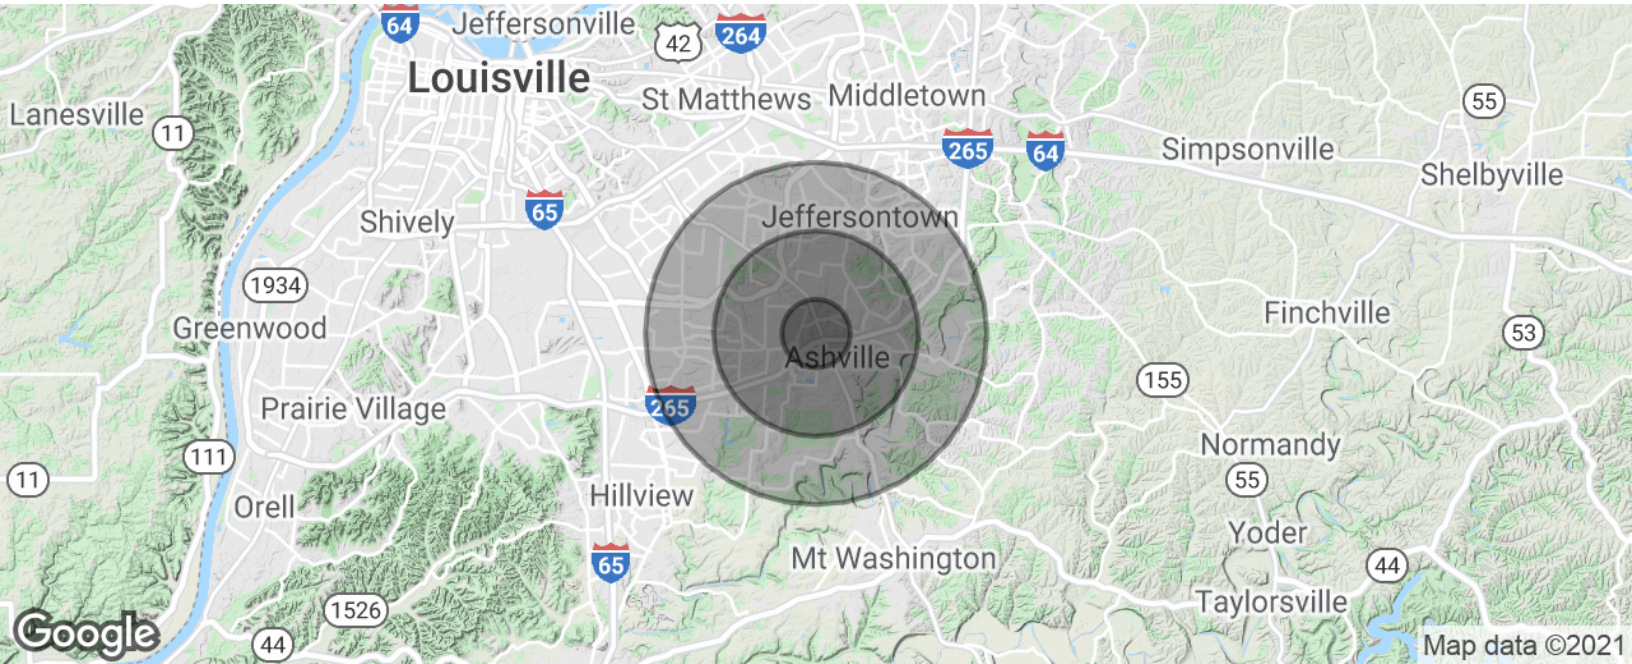 64
Jeffersonville
42
264
Louisville
Lanesville
11
St Matthews
Middletown
55
265
64
Simpsonville
Shelbyville
65
Shively
Jeffersontown
1934
Greenwood
Finchville
53
Ashville
155
265
Prairie Village
111
Normandy
11
55
Orell
Hillview
Yoder
65
Mt Washington
44
Taylorsville
1526
Google
44
Map data ©2021